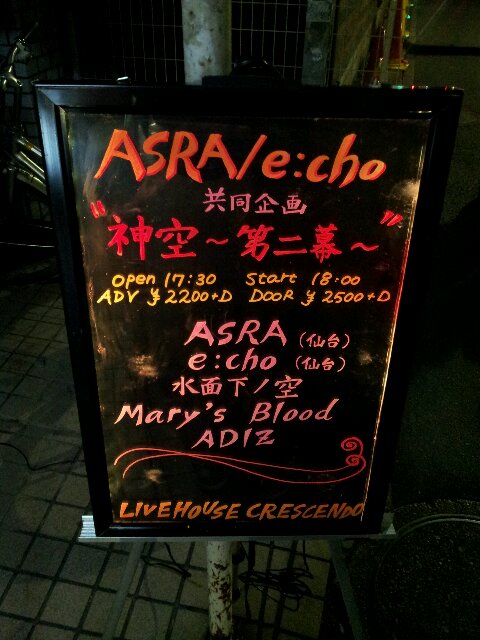 ASRA/e:cho
共同企画
"神空～第二幕～"
open 17:30 Start 18:00
ADV ¥2200+D DOOR ¥2500+D
ASRA (仙台)
e:cho (仙台)
水面下ノ空
Mary's Blood
ADIZ
LIVEHOUSE CRESCENDO